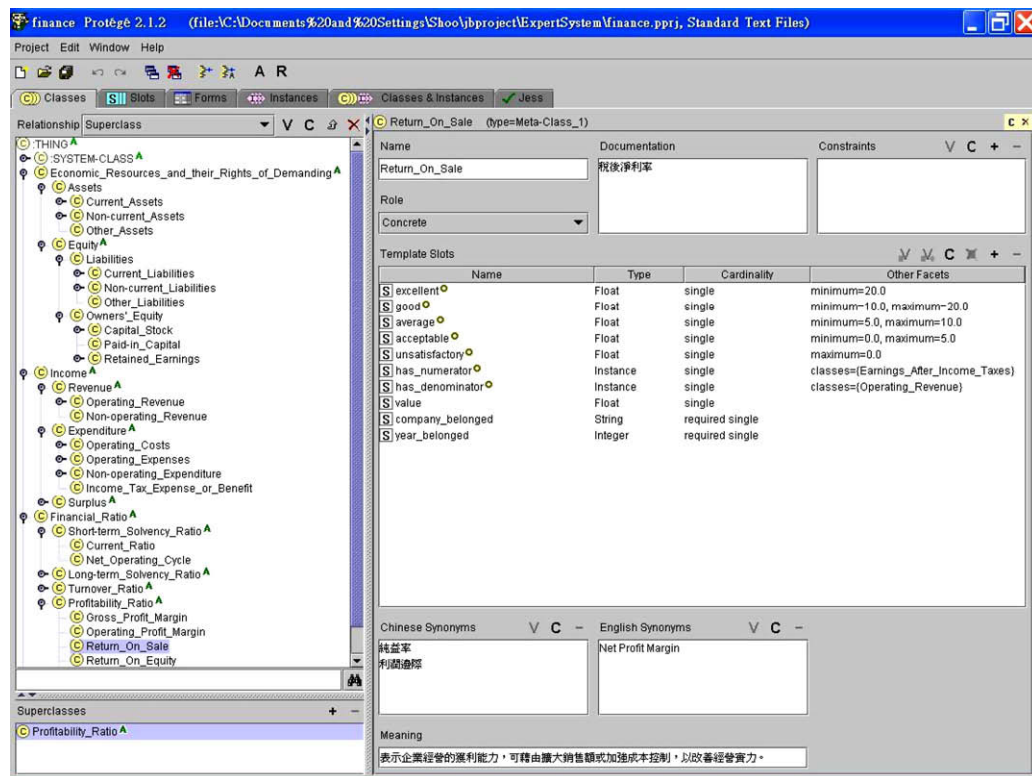 finance Protégé 2.1.2 (file:\C:\Documents%20and%20Settings\Shoo\jbproject\ExpertSystem\finance.pprj, Standard Text Files)
Project Edit Window Help
A R
C Classes S Slots Forms Instances C Classes & Instances Jess
Relationship Superclass V C
C :THING A
C :SYSTEM-CLASS A
C Economic_Resources_and_their_Rights_of_Demanding A
C Assets
C Current_Assets
C Non-current_Assets
C Other_Assets
C Equity A
C Liabilities
C Current_Liabilities
C Non-current_Liabilities
C Other_Liabilities
C Owners'_Equity
C Capital_Stock
C Paid-in_Capital
C Retained_Earnings
C Income A
C Revenue A
C Operating_Revenue
C Non-operating_Revenue
C Expenditure A
C Operating_Costs
C Operating_Expenses
C Non-operating_Expenditure
C Income_Tax_Expense_or_Benefit
C Surplus A
C Financial_Ratio A
C Short-term_Solvency_Ratio A
C Current_Ratio
C Net_Operating_Cycle
C Long-term_Solvency_Ratio A
C Turnover_Ratio A
C Profitability_Ratio A
C Gross_Profit_Margin
C Operating_Profit_Margin
C Return_On_Sale
C Return_On_Equity
Superclasses + −
C Profitability_Ratio A
C Return_On_Sale (type=Meta-Class_1) C ×
Name Documentation Constraints V C + −
Return_On_Sale 稅後淨利率
Role
Concrete
Template Slots V V C + −
Name Type Cardinality Other Facets
S excellent Float single minimum=20.0
S good Float single minimum=10.0, maximum=20.0
S average Float single minimum=5.0, maximum=10.0
S acceptable Float single minimum=0.0, maximum=5.0
S unsatisfactory Float single maximum=0.0
S has_numerator Instance single classes={Earnings_After_Income_Taxes}
S has_denominator Instance single classes={Operating_Revenue}
S value Float single
S company_belonged String required single
S year_belonged Integer required single
Chinese Synonyms V C − English Synonyms V C −
純益率 Net Profit Margin
利潤邊際
Meaning
表示企業經營的獲利能力，可藉由擴大銷售額或加強成本控制，以改善經營實力。